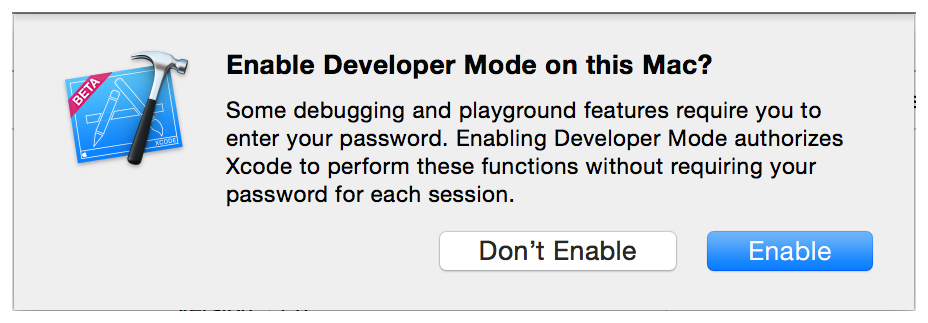 Enable Developer Mode on this Mac?
Some debugging and playground features require you to
enter your password. Enabling Developer Mode authorizes
Xcode to perform these functions without requiring your
password for each session.
BETA
XCODE
Don’t Enable
Enable